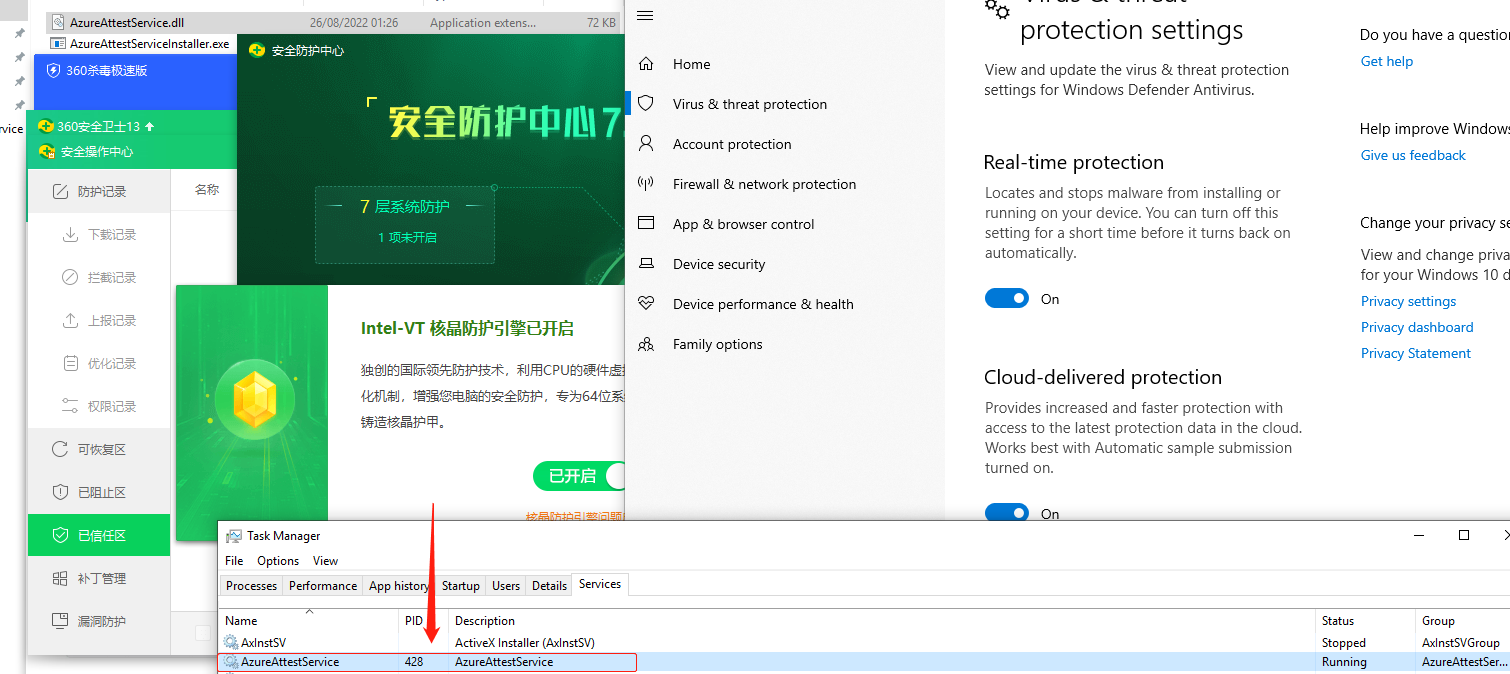 AzureAttestService.dll 26/08/2022 01:26 Application extens... 72 KB
AzureAttestServiceInstaller.exe
360杀毒极速版
360安全卫士13
安全操作中心
防护记录
名称
下载记录
拦截记录
上报记录
优化记录
权限记录
可恢复区
已阻止区
已信任区
补丁管理
漏洞防护
安全防护中心
安全防护中心7
7 层系统防护
1 项未开启
Intel-VT 核晶防护引擎已开启
独创的国际领先防护技术，利用CPU的硬件虚
化机制，增强您电脑的安全防护，专为64位系
铸造核晶护甲。
已开启
核晶防护引擎问题
Home
Virus & threat protection
Account protection
Firewall & network protection
App & browser control
Device security
Device performance & health
Family options
protection settings
View and update the virus & threat protection
settings for Windows Defender Antivirus.
Real-time protection
Locates and stops malware from installing or
running on your device. You can turn off this
setting for a short time before it turns back on
automatically.
On
Cloud-delivered protection
Provides increased and faster protection with
access to the latest protection data in the cloud.
Works best with Automatic sample submission
turned on.
On
Do you have a question
Get help
Help improve Windows
Give us feedback
Change your privacy se
View and change priva
for your Windows 10 d
Privacy settings
Privacy dashboard
Privacy Statement
Task Manager
File Options View
Processes Performance App history Startup Users Details Services
Name PID Description Status Group
AxInstSV ActiveX Installer (AxInstSV) Stopped AxInstSVGroup
AzureAttestService 428 AzureAttestService Running AzureAttestSer...